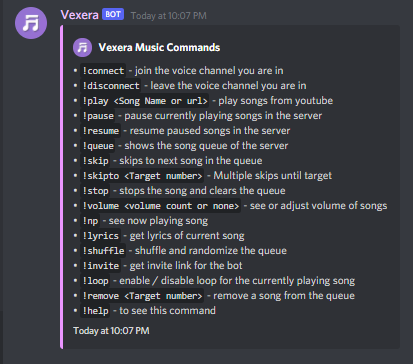 Vexera BOT Today at 10:07 PM
Vexera Music Commands
• !connect - join the voice channel you are in
• !disconnect - leave the voice channel you are in
• !play <Song Name or url> - play songs from youtube
• !pause - pause currently playing songs in the server
• !resume - resume paused songs in the server
• !queue - shows the song queue of the server
• !skip - skips to next song in the queue
• !skipto <Target number> - Multiple skips until target
• !stop - stops the song and clears the queue
• !volume <volume count or none> - see or adjust volume of songs
• !np - see now playing song
• !lyrics - get lyrics of current song
• !shuffle - shuffle and randomize the queue
• !invite - get invite link for the bot
• !loop - enable / disable loop for the currently playing song
• !remove <Target number> - remove a song from the queue
• !help - to see this command
Today at 10:07 PM